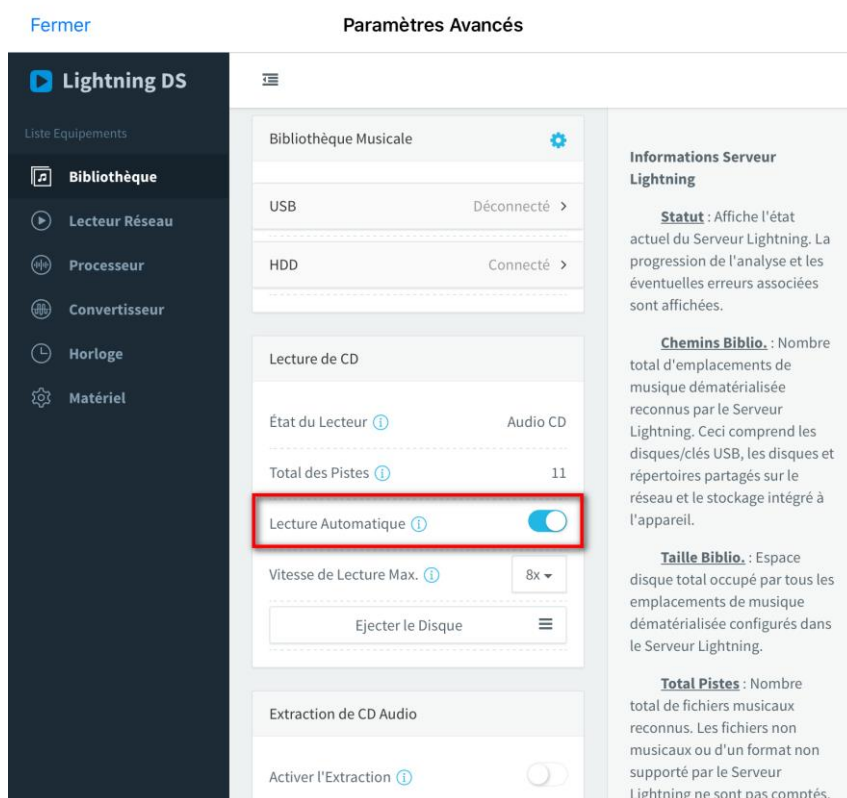 Fermer
Paramètres Avancés
Lightning DS
Liste Equipements
Bibliothèque
Lecteur Réseau
Processeur
Convertisseur
Horloge
Matériel
Bibliothèque Musicale
USB Déconnecté
HDD Connecté
Lecture de CD
État du Lecteur Audio CD
Total des Pistes 11
Lecture Automatique
Vitesse de Lecture Max. 8x
Ejecter le Disque
Extraction de CD Audio
Activer l'Extraction
Informations Serveur
Lightning
Statut : Affiche l'état
actuel du Serveur Lightning. La
progression de l'analyse et les
éventuelles erreurs associées
sont affichées.
Chemins Biblio. : Nombre
total d'emplacements de
musique dématérialisée
reconnus par le Serveur
Lightning. Ceci comprend les
disques/clés USB, les disques et
répertoires partagés sur le
réseau et le stockage intégré à
l'appareil.
Taille Biblio. : Espace
disque total occupé par tous les
emplacements de musique
dématérialisée configurés dans
le Serveur Lightning.
Total Pistes : Nombre
total de fichiers musicaux
reconnus. Les fichiers non
musicaux ou d'un format non
supporté par le Serveur
Lightning ne sont pas comptés.